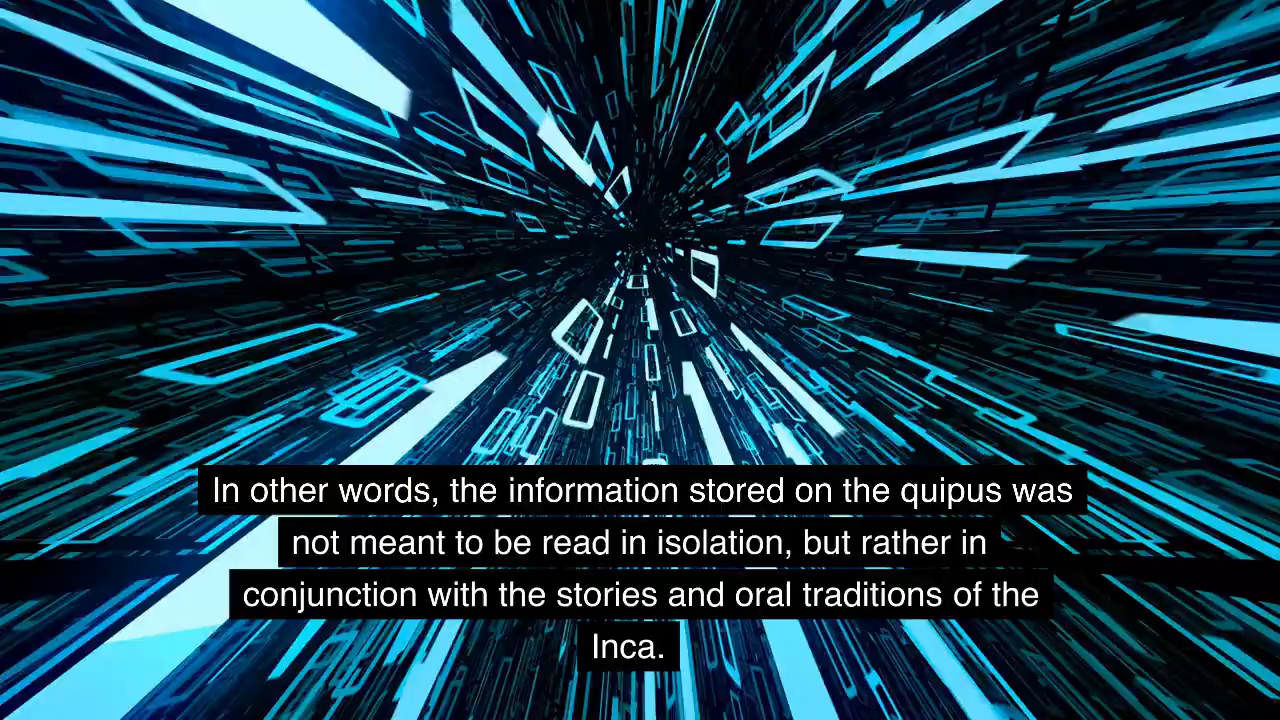 In other words, the information stored on the quipus was
not meant to be read in isolation, but rather in
conjunction with the stories and oral traditions of the
Inca.